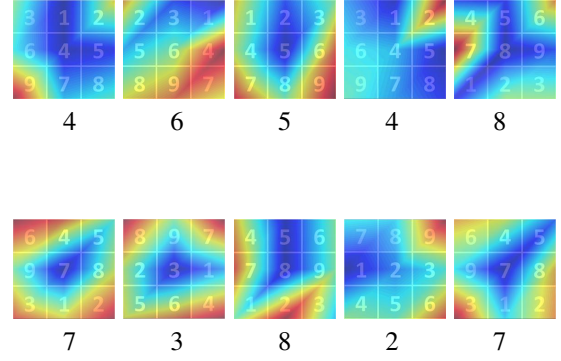 3 1 2 2 3 1 1 2 3 3 1 2 4 5 6
6 4 5 5 6 4 4 5 6 6 4 5 7 8 9
9 7 8 8 9 7 7 8 9 9 7 8 1 2 3
4 6 5 4 8
6 4 5 8 9 7 4 5 6 7 8 9 6 4 5
9 7 8 2 3 1 7 8 9 1 2 3 9 7 8
3 1 2 5 6 4 1 2 3 4 5 6 3 1 2
7 3 8 2 7